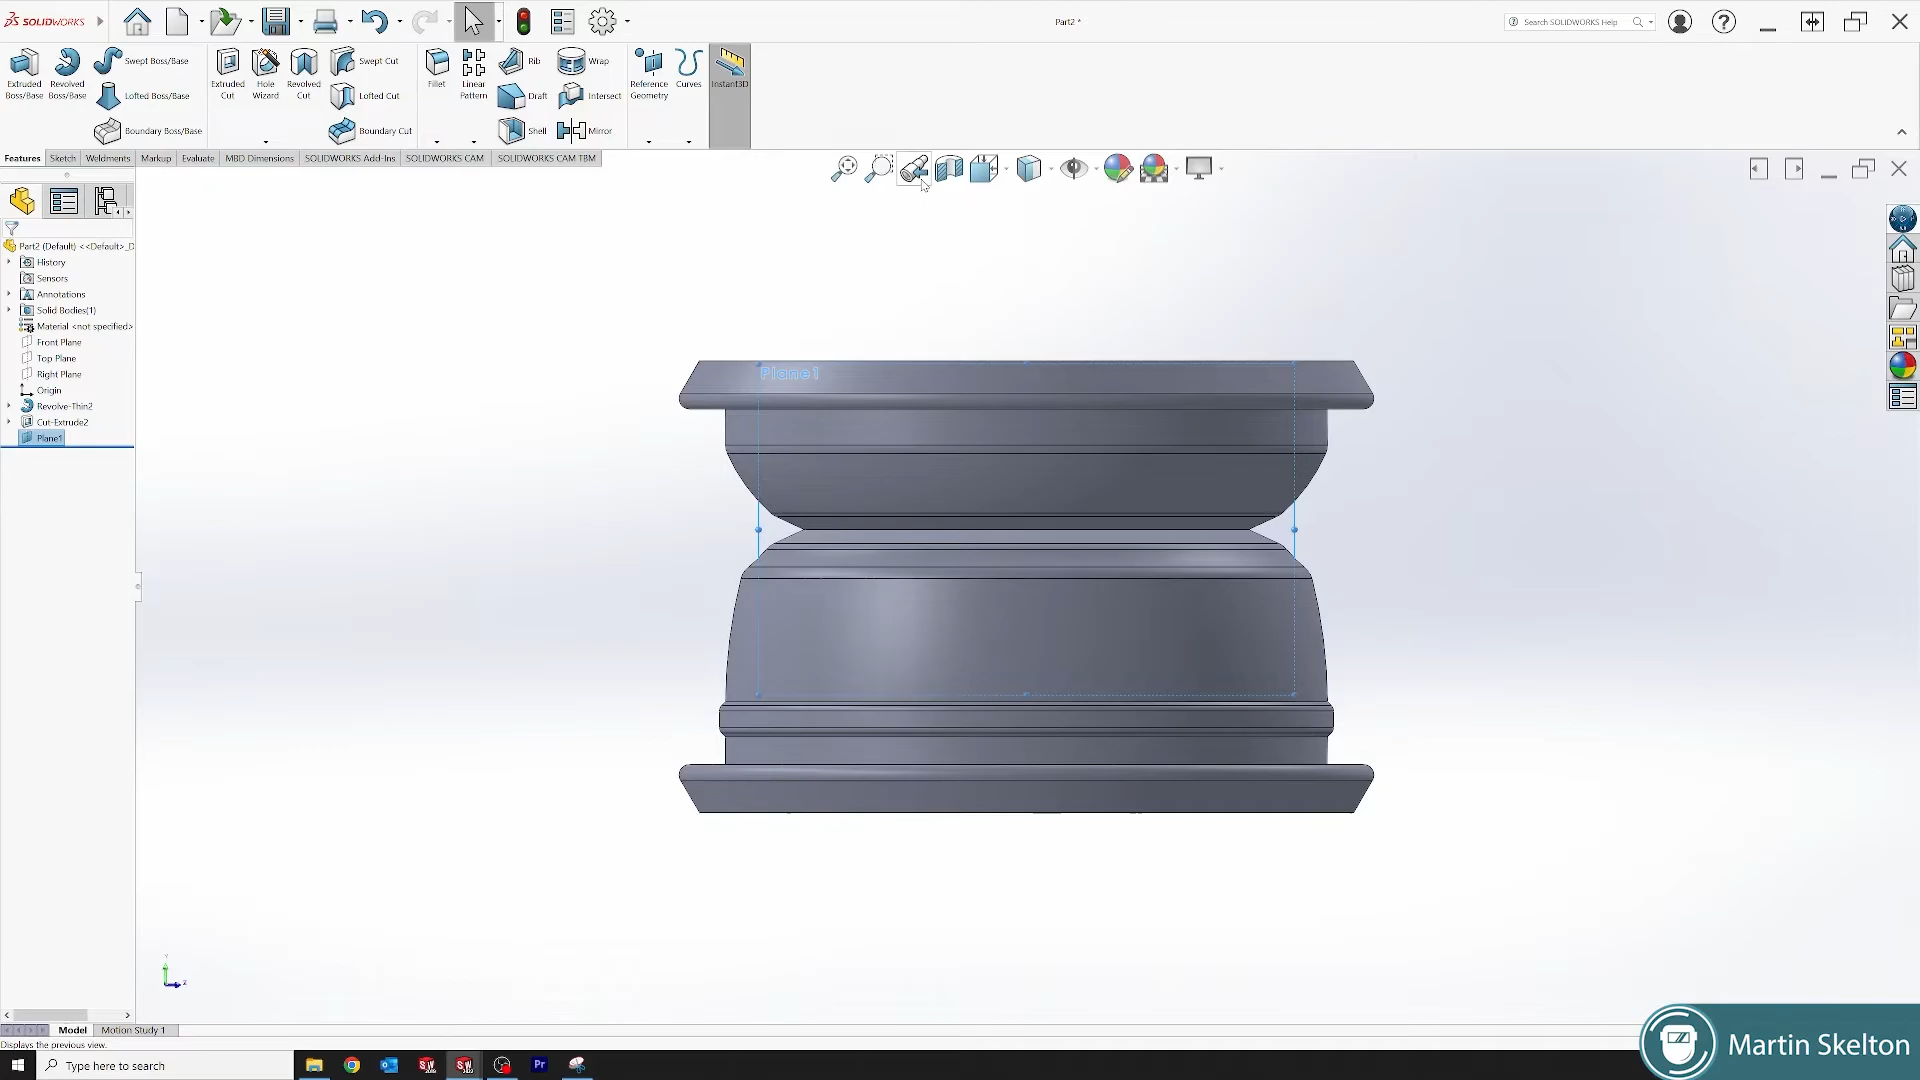 SOLIDWORKS
Part2 *
Search SOLIDWORKS Help
Extruded Boss/Base
Revolved Boss/Base
Swept Boss/Base
Lofted Boss/Base
Boundary Boss/Base
Extruded Cut
Hole Wizard
Revolved Cut
Swept Cut
Lofted Cut
Boundary Cut
Fillet
Linear Pattern
Rib
Draft
Shell
Wrap
Intersect
Mirror
Reference Geometry
Curves
Instant3D
Features
Sketch
Weldments
Markup
Evaluate
MBD Dimensions
SOLIDWORKS Add-Ins
SOLIDWORKS CAM
SOLIDWORKS CAM TBM
Part2 (Default) <<Default>_D
History
Sensors
Annotations
Solid Bodies(1)
Material <not specified>
Front Plane
Top Plane
Right Plane
Origin
Revolve-Thin2
Cut-Extrude2
Plane1
Plane1
Y
Z
Model
Motion Study 1
Displays the previous view.
Type here to search
Pr
Martin Skelton